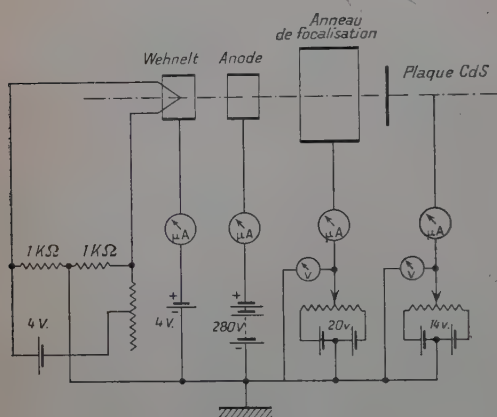 Anneau
de focalisation
Wehnelt
Anode
Plaque CdS
μA
μA
μA
μA
1KΩ
1KΩ
V
V
4V.
+
4V.
-
+
280V
-
20V
14V.